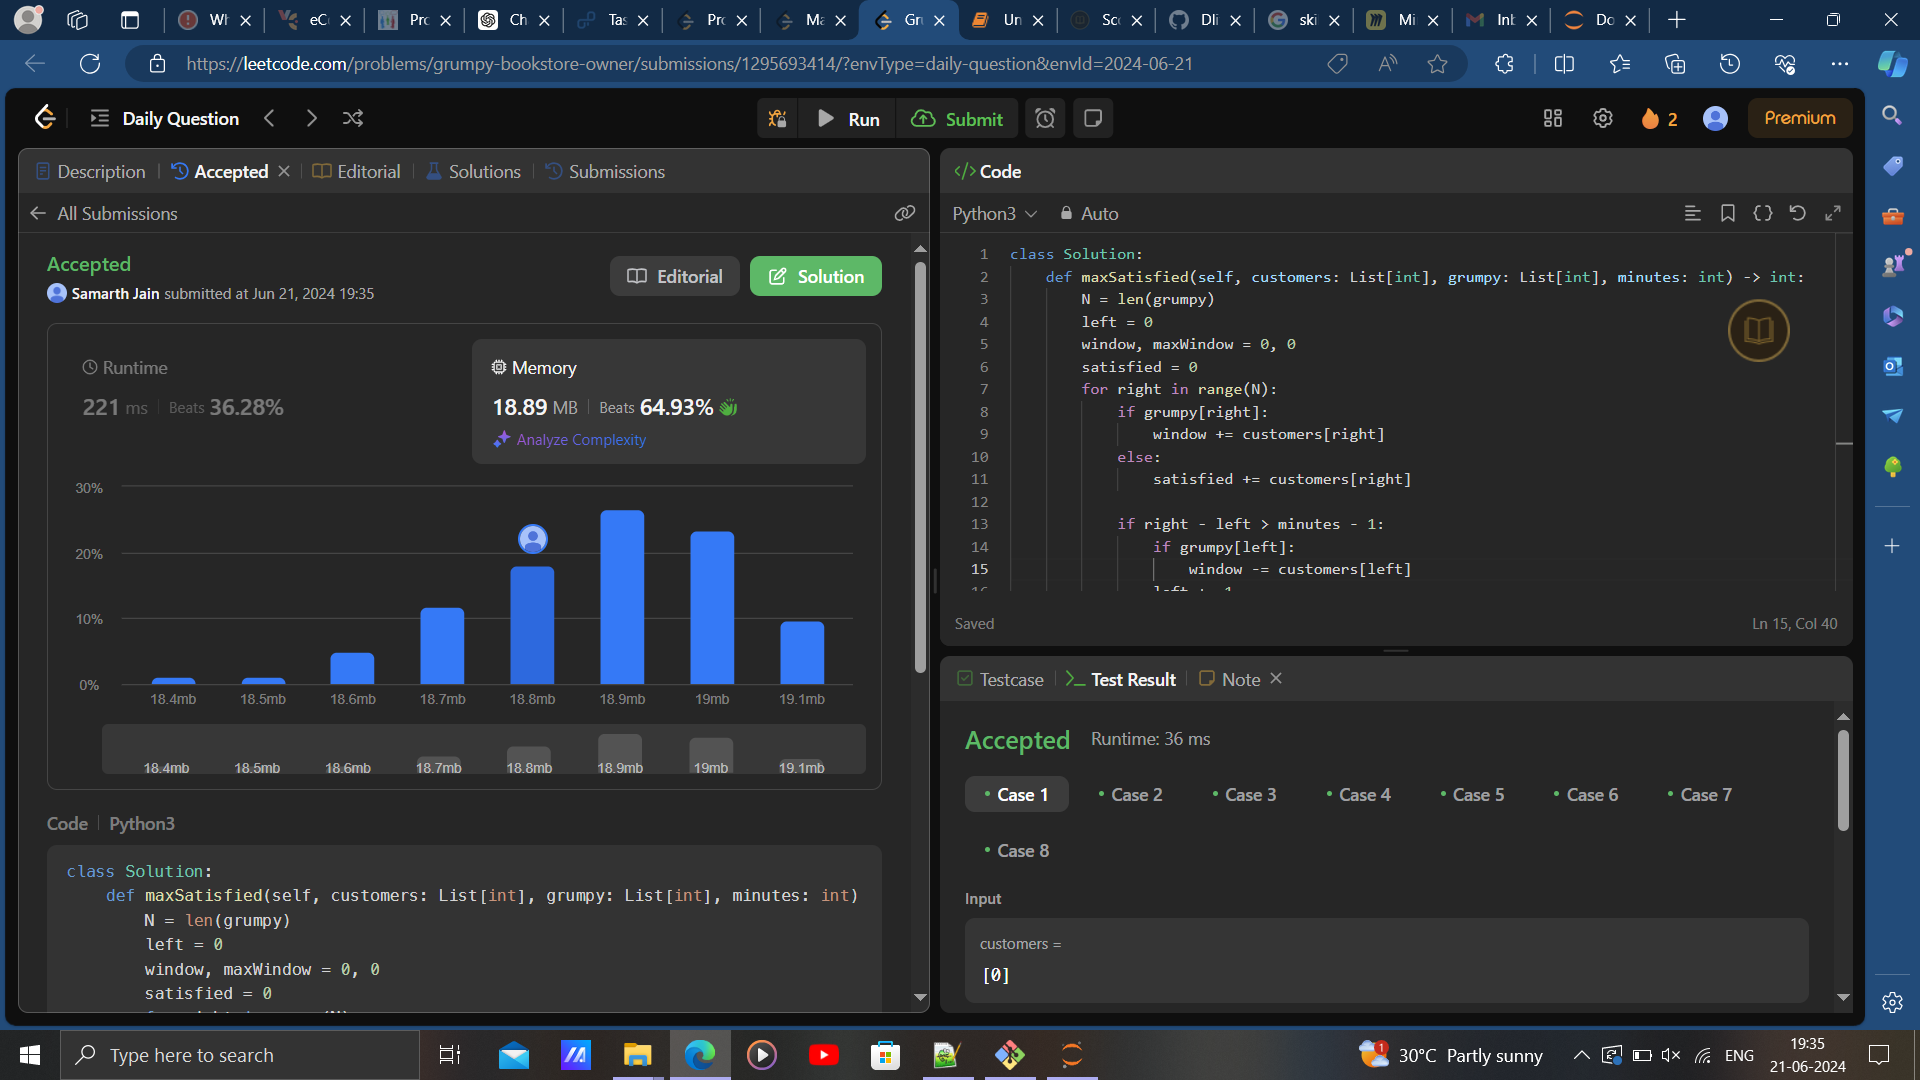 Wh
eC
Pro
Ch
Tas
Pro
Ma
Gru
Un
Sco
Dli
ski
Mi
Inb
Do
https://leetcode.com/problems/grumpy-bookstore-owner/submissions/1295693414/?envType=daily-question&envId=2024-06-21
Daily Question
Run
Submit
2
Premium
Description
Accepted
Editorial
Solutions
Submissions
All Submissions
Accepted
Samarth Jain submitted at Jun 21, 2024 19:35
Editorial
Solution
Runtime
221 ms | Beats 36.28%
Memory
18.89 MB | Beats 64.93%
Analyze Complexity
30%
20%
10%
0%
18.4mb 18.5mb 18.6mb 18.7mb 18.8mb 18.9mb 19mb 19.1mb
18.4mb 18.5mb 18.6mb 18.7mb 18.8mb 18.9mb 19mb 19.1mb
Code | Python3
class Solution:
def maxSatisfied(self, customers: List[int], grumpy: List[int], minutes: int)
N = len(grumpy)
left = 0
window, maxWindow = 0, 0
satisfied = 0
</> Code
Python3
Auto
1 class Solution:
2 def maxSatisfied(self, customers: List[int], grumpy: List[int], minutes: int) -> int:
3 N = len(grumpy)
4 left = 0
5 window, maxWindow = 0, 0
6 satisfied = 0
7 for right in range(N):
8 if grumpy[right]:
9 window += customers[right]
10 else:
11 satisfied += customers[right]
12
13 if right - left > minutes - 1:
14 if grumpy[left]:
15 window -= customers[left]
16 left + 1
Saved
Ln 15, Col 40
Testcase
Test Result
Note
Accepted
Runtime: 36 ms
Case 1
Case 2
Case 3
Case 4
Case 5
Case 6
Case 7
Case 8
Input
customers =
[0]
Type here to search
30°C Partly sunny
ENG
19:35
21-06-2024